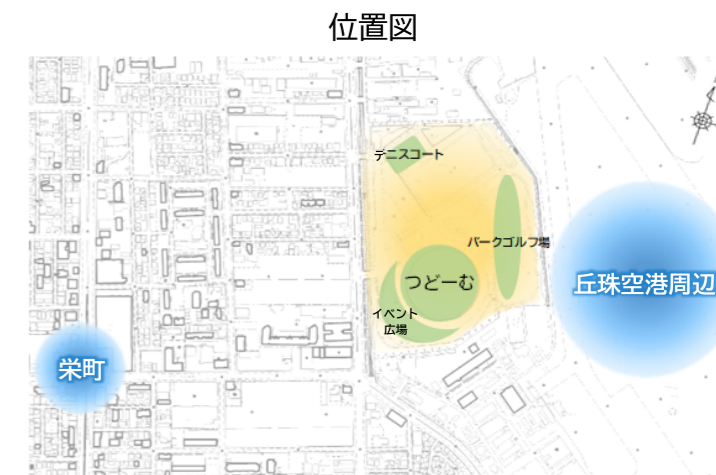 位置図
テニスコート
パークゴルフ場
つどーむ
丘珠空港周辺
イベント
広場
栄町